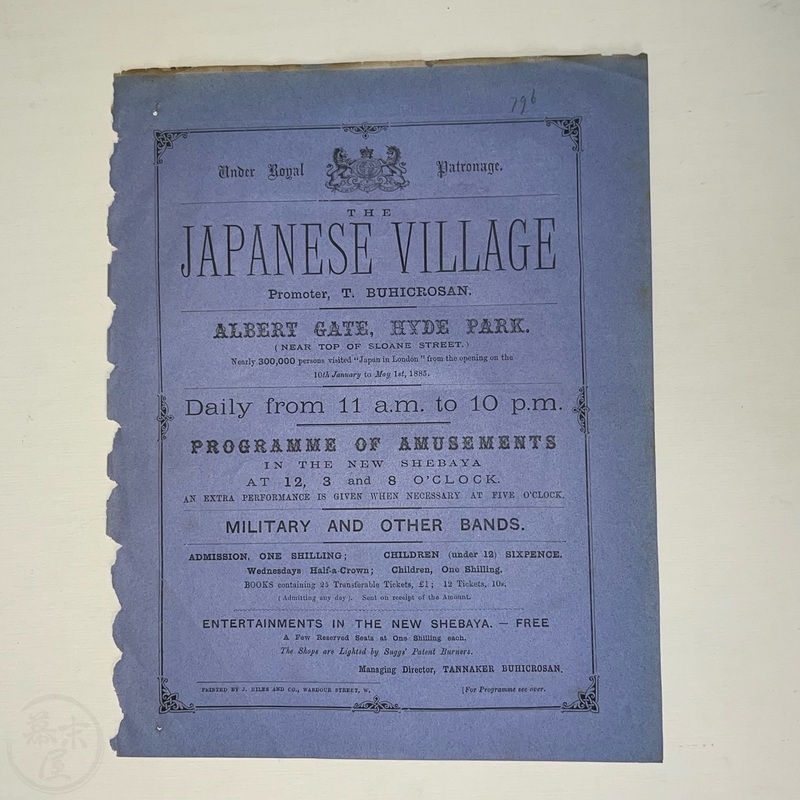 796
Under Royal Patronage.
THE
JAPANESE VILLAGE
Promoter, T. BUHICROSAN.
ALBERT GATE, HYDE PARK.
(NEAR TOP OF SLOANE STREET.)
Nearly 300,000 persons visited "Japan in London" from the opening on the
10th January to May 1st, 1885.
Daily from 11 a.m. to 10 p.m.
PROGRAMME OF AMUSEMENTS
IN THE NEW SHEBAYA
AT 12, 3 and 8 O'CLOCK.
AN EXTRA PERFORMANCE IS GIVEN WHEN NECESSARY AT FIVE O'CLOCK.
MILITARY AND OTHER BANDS.
ADMISSION, ONE SHILLING; CHILDREN (under 12) SIXPENCE.
Wednesdays Half-a-Crown; Children, One Shilling.
BOOKS containing 25 Transferable Tickets, £1; 12 Tickets, 10s.
(Admitting any day). Sent on receipt of the Amount.
ENTERTAINMENTS IN THE NEW SHEBAYA. — FREE
A Few Reserved Seats at One Shilling each.
The Shops are Lighted by Suggs' Patent Burners.
Managing Director, TANNAKER BUHICROSAN.
PRINTED BY J. MILES AND CO., WARDOUR STREET, W. [For Programme see over.
幕末屋